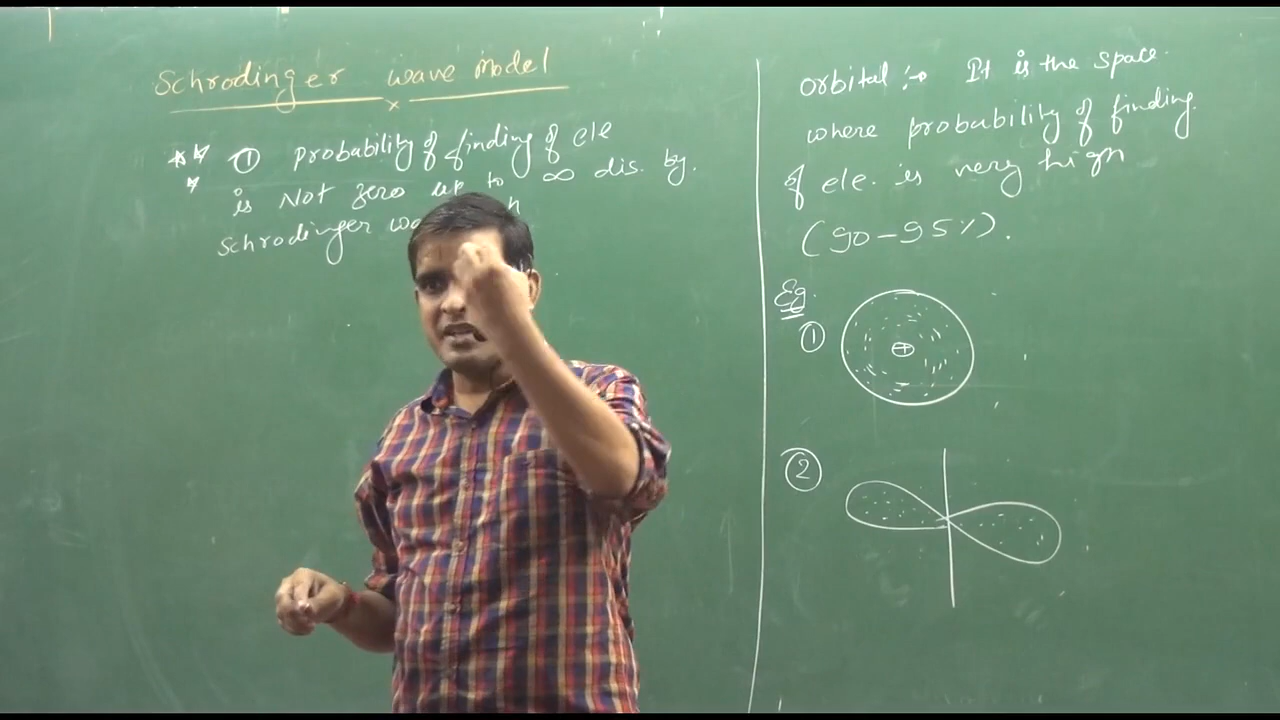 Schrodinger wave Model
① Probability of finding of ele
is Not zero up to ∞ dis. by.
Schrodinger
orbital :→ It is the space.
where probability of finding.
of ele. is very high
(90-95%).
Eg.
①
+
②